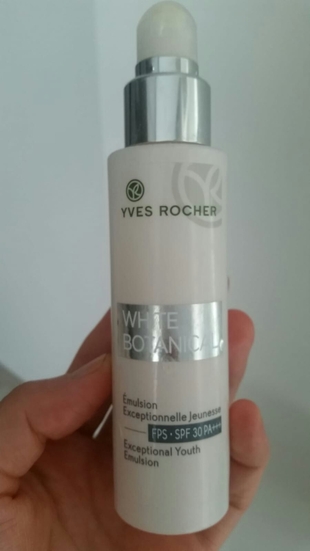 YVES ROCHER
WHITE
BOTANICAL
Émulsion
Exceptionnelle Jeunesse
FPS · SPF 30 PA+++
Exceptional Youth
Emulsion